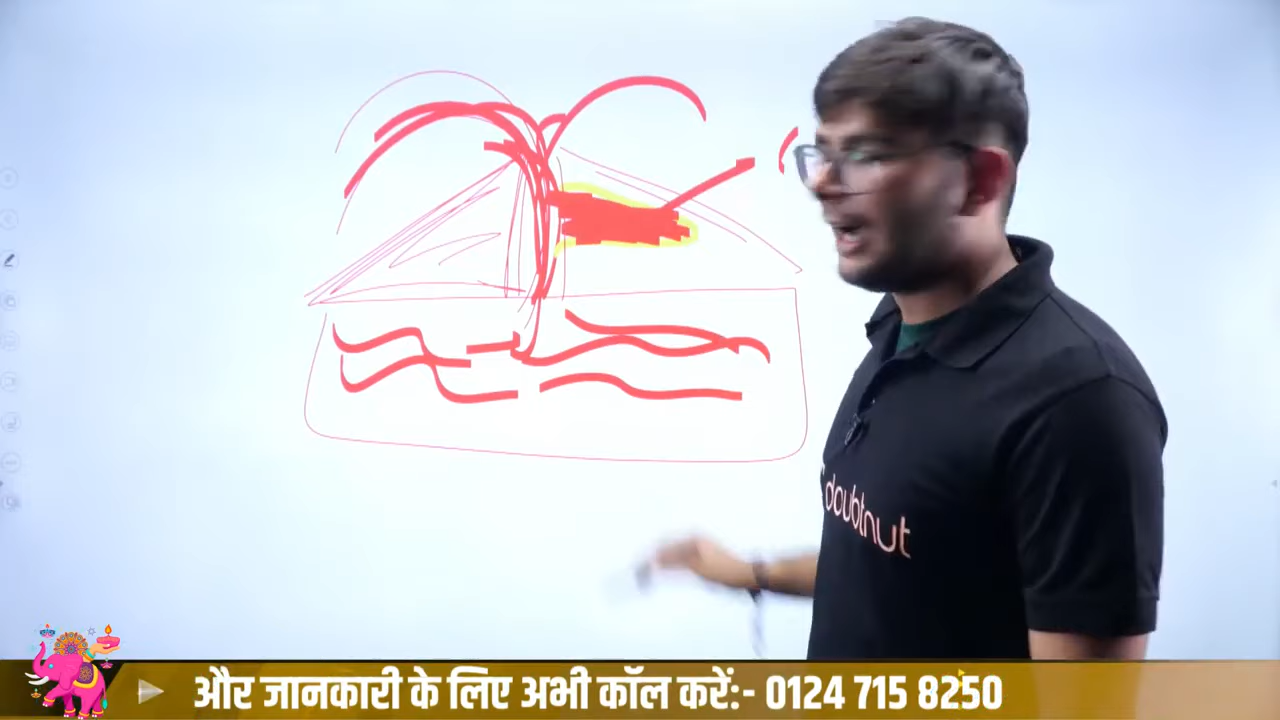 doubtnut
और जानकारी के लिए अभी कॉल करें:- 0124 715 8250